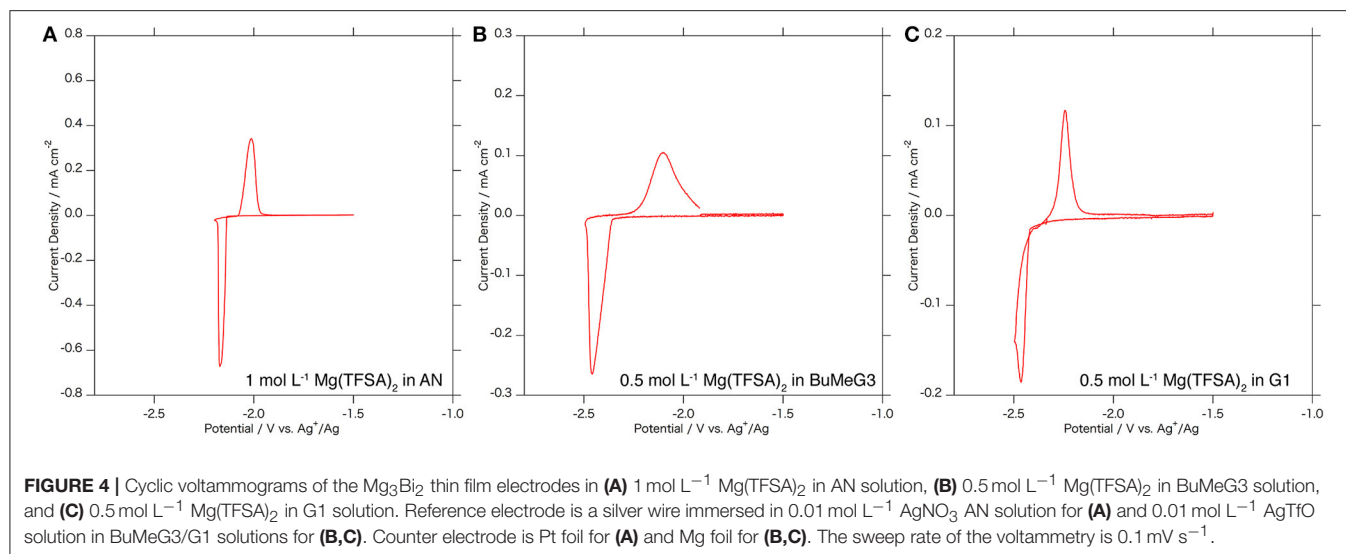 A
0.8
0.6
0.4
0.2
0.0
-0.2
-0.4
-0.6
-0.8
Current Density / mA cm-2
1 mol L-1 Mg(TFSA)2 in AN
-2.5
-2.0
-1.5
-1.0
Potential / V vs. Ag+/Ag
B
0.3
0.2
0.1
0.0
-0.1
-0.2
-0.3
Current Density / mA cm-2
0.5 mol L-1 Mg(TFSA)2 in BuMeG3
-2.5
-2.0
-1.5
-1.0
Potential / V vs. Ag+/Ag
C
0.2
0.1
0.0
-0.1
-0.2
Current Density / mA cm-2
0.5 mol L-1 Mg(TFSA)2 in G1
-2.5
-2.0
-1.5
-1.0
Potential / V vs. Ag+/Ag
FIGURE 4 | Cyclic voltammograms of the Mg3Bi2 thin film electrodes in (A) 1 mol L−1 Mg(TFSA)2 in AN solution, (B) 0.5 mol L−1 Mg(TFSA)2 in BuMeG3 solution,
and (C) 0.5 mol L−1 Mg(TFSA)2 in G1 solution. Reference electrode is a silver wire immersed in 0.01 mol L−1 AgNO3 AN solution for (A) and 0.01 mol L−1 AgTfO
solution in BuMeG3/G1 solutions for (B,C). Counter electrode is Pt foil for (A) and Mg foil for (B,C). The sweep rate of the voltammetry is 0.1 mV s−1.